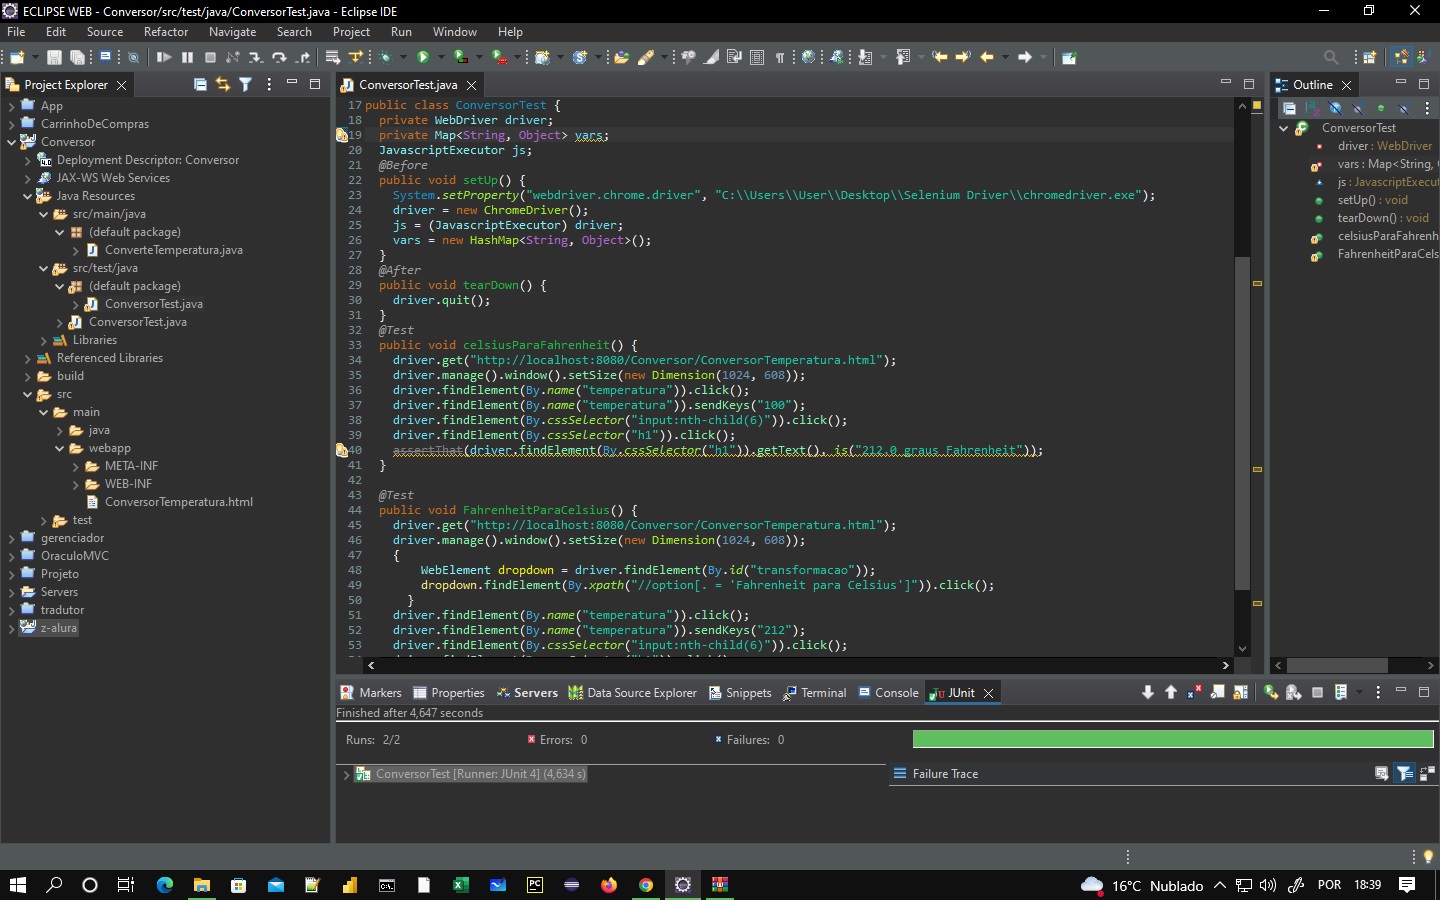 ECLIPSE WEB - Conversor/src/test/java/ConversorTest.java - Eclipse IDE
File Edit Source Refactor Navigate Search Project Run Window Help
Project Explorer
App
CarrinhoDeCompras
Conversor
Deployment Descriptor: Conversor
JAX-WS Web Services
Java Resources
src/main/java
(default package)
ConverteTemperatura.java
src/test/java
(default package)
ConversorTest.java
ConversorTest.java
Libraries
Referenced Libraries
build
src
main
java
webapp
META-INF
WEB-INF
ConversorTemperatura.html
test
gerenciador
OraculoMVC
Projeto
Servers
tradutor
z-alura
ConversorTest.java
17 public class ConversorTest {
18 private WebDriver driver;
19 private Map<String, Object> vars;
20 JavascriptExecutor js;
21 @Before
22 public void setUp() {
23 System.setProperty("webdriver.chrome.driver", "C:\\Users\\User\\Desktop\\Selenium Driver\\chromedriver.exe");
24 driver = new ChromeDriver();
25 js = (JavascriptExecutor) driver;
26 vars = new HashMap<String, Object>();
27 }
28 @After
29 public void tearDown() {
30 driver.quit();
31 }
32 @Test
33 public void celsiusParaFahrenheit() {
34 driver.get("http://localhost:8080/Conversor/ConversorTemperatura.html");
35 driver.manage().window().setSize(new Dimension(1024, 608));
36 driver.findElement(By.name("temperatura")).click();
37 driver.findElement(By.name("temperatura")).sendKeys("100");
38 driver.findElement(By.cssSelector("input:nth-child(6)")).click();
39 driver.findElement(By.cssSelector("h1")).click();
40 assertThat(driver.findElement(By.cssSelector("h1")).getText(), is("212.0 graus Fahrenheit"));
41 }
42
43 @Test
44 public void FahrenheitParaCelsius() {
45 driver.get("http://localhost:8080/Conversor/ConversorTemperatura.html");
46 driver.manage().window().setSize(new Dimension(1024, 608));
47 {
48 WebElement dropdown = driver.findElement(By.id("transformacao"));
49 dropdown.findElement(By.xpath("//option[. = 'Fahrenheit para Celsius']")).click();
50 }
51 driver.findElement(By.name("temperatura")).click();
52 driver.findElement(By.name("temperatura")).sendKeys("212");
53 driver.findElement(By.cssSelector("input:nth-child(6)")).click();
Outline
ConversorTest
driver : WebDriver
vars : Map<String,
js : JavascriptExecut
setUp() : void
tearDown() : void
celsiusParaFahrenh
FahrenheitParaCels
Markers Properties Servers Data Source Explorer Snippets Terminal Console JUnit
Finished after 4,647 seconds
Runs: 2/2 Errors: 0 Failures: 0
ConversorTest [Runner: JUnit 4] (4,634 s)
Failure Trace
16°C Nublado POR 18:39